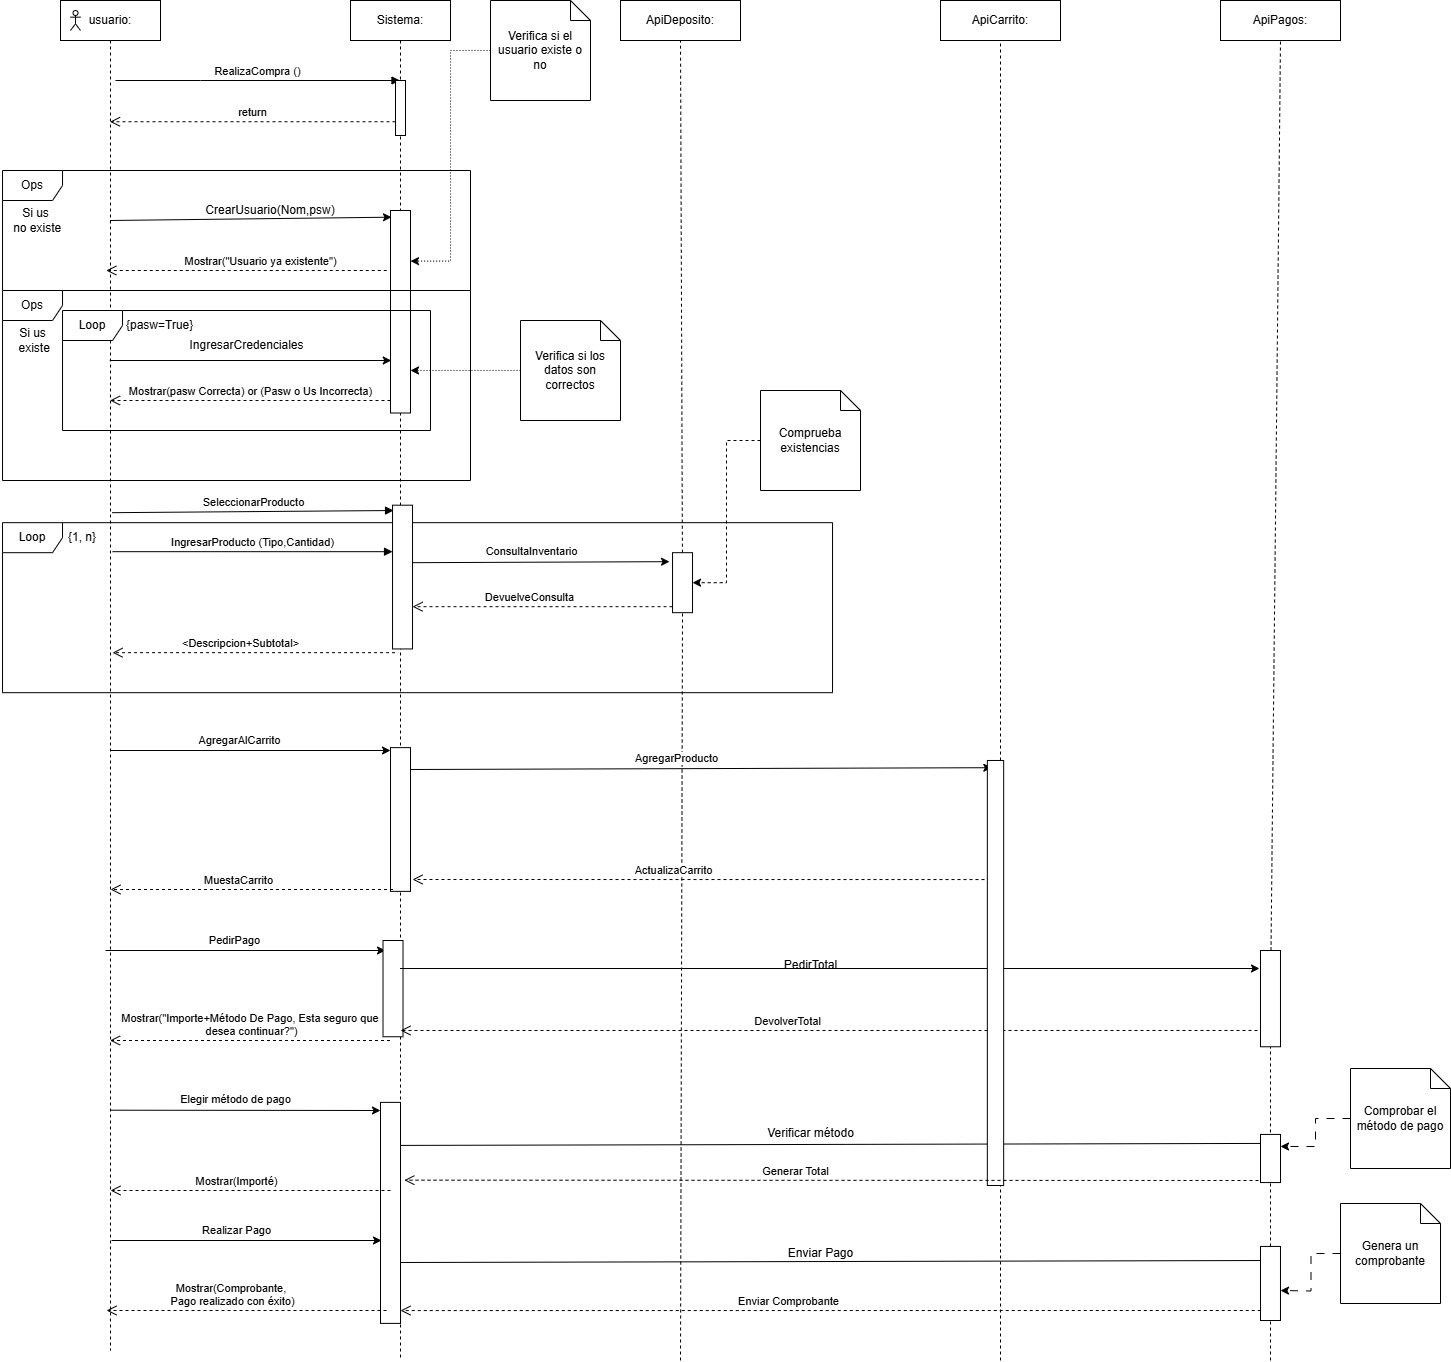 usuario:
Sistema:
ApiDeposito:
ApiCarrito:
ApiPagos:
Verifica si el
usuario existe o
no
RealizaCompra ()
return
Ops
Si us
no existe
CrearUsuario(Nom,psw)
Mostrar("Usuario ya existente")
Ops
Si us
existe
Loop
{pasw=True}
IngresarCredenciales
Verifica si los
datos son
correctos
Mostrar(pasw Correcta) or (Pasw o Us Incorrecta)
Comprueba
existencias
SeleccionarProducto
Loop
{1, n}
IngresarProducto (Tipo,Cantidad)
ConsultaInventario
DevuelveConsulta
<Descripcion+Subtotal>
AgregarAlCarrito
AgregarProducto
ActualizaCarrito
MuestaCarrito
PedirPago
PedirTotal
Mostrar("Importe+Método De Pago, Esta seguro que
desea continuar?")
DevolverTotal
Elegir método de pago
Comprobar el
método de pago
Verificar método
Generar Total
Mostrar(Importé)
Realizar Pago
Enviar Pago
Genera un
comprobante
Mostrar(Comprobante,
Pago realizado con éxito)
Enviar Comprobante